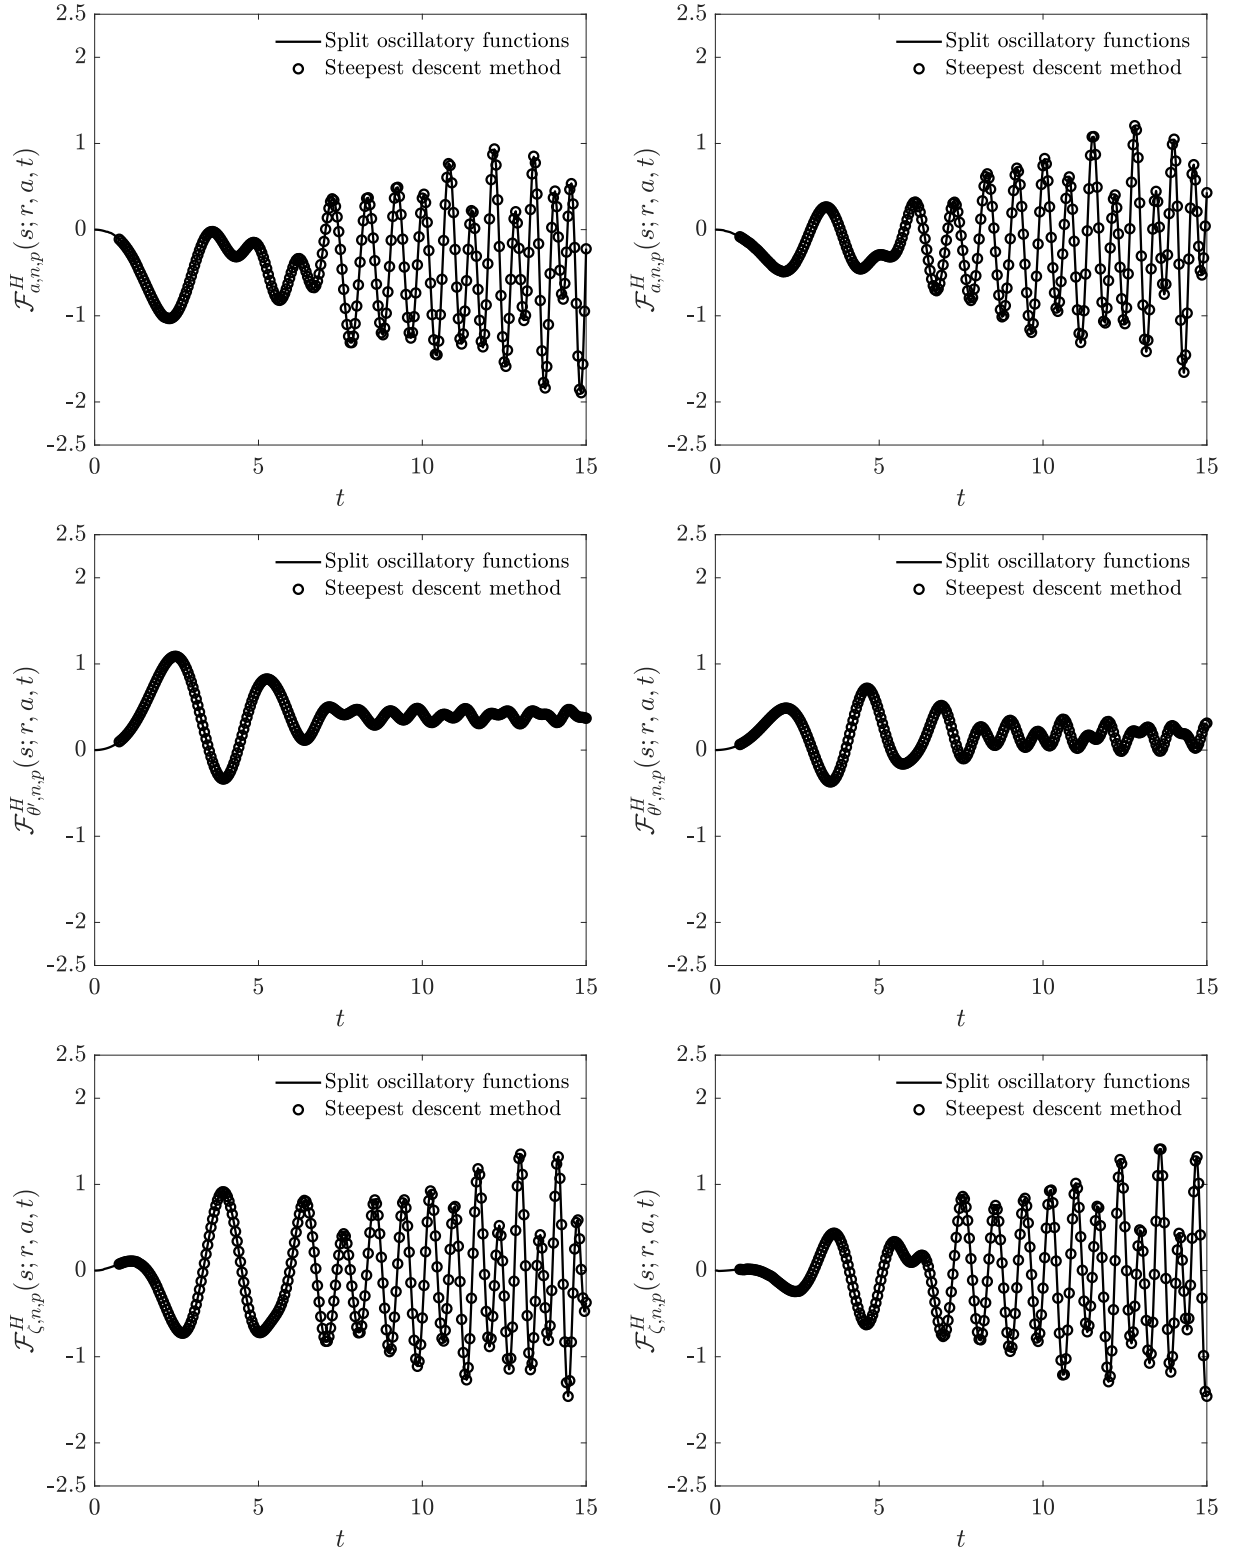 2.5
Split oscillatory functions
Steepest descent method
2
1
0
-1
-2
-2.5
0 5 10 15
t
$\mathcal{F}^{H}_{a,n,p}(s; r, a, t)$
2.5
Split oscillatory functions
Steepest descent method
2
1
0
-1
-2
-2.5
0 5 10 15
t
$\mathcal{F}^{H}_{a,n,p}(s; r, a, t)$
2.5
Split oscillatory functions
Steepest descent method
2
1
0
-1
-2
-2.5
0 5 10 15
t
$\mathcal{F}^{H}_{\theta',n,p}(s; r, a, t)$
2.5
Split oscillatory functions
Steepest descent method
2
1
0
-1
-2
-2.5
0 5 10 15
t
$\mathcal{F}^{H}_{\theta',n,p}(s; r, a, t)$
2.5
Split oscillatory functions
Steepest descent method
2
1
0
-1
-2
-2.5
0 5 10 15
t
$\mathcal{F}^{H}_{\zeta,n,p}(s; r, a, t)$
2.5
Split oscillatory functions
Steepest descent method
2
1
0
-1
-2
-2.5
0 5 10 15
t
$\mathcal{F}^{H}_{\zeta,n,p}(s; r, a, t)$